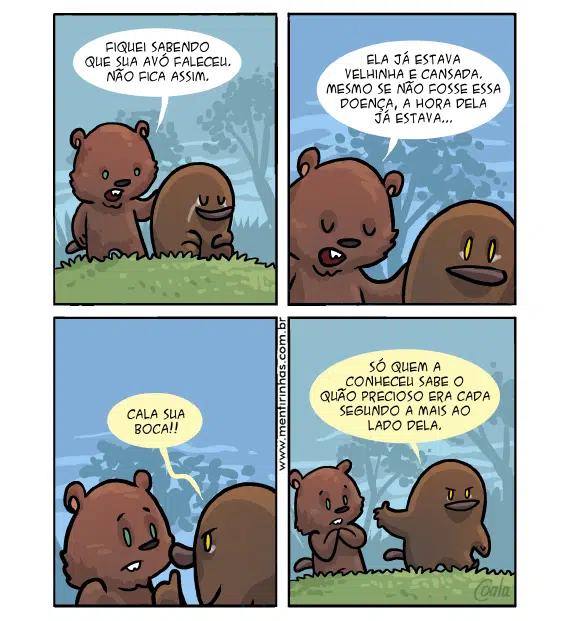 FIQUEI SABENDO
QUE SUA AVÓ FALECEU.
NÃO FICA ASSIM.
ELA JÁ ESTAVA
VELHINHA E CANSADA.
MESMO SE NÃO FOSSE ESSA
DOENÇA, A HORA DELA
JÁ ESTAVA...
CALA SUA
BOCA!!
www.mentirinhas.com.br
SÓ QUEM A
CONHECEU SABE O
QUÃO PRECIOSO ERA CADA
SEGUNDO A MAIS AO
LADO DELA.
Coala